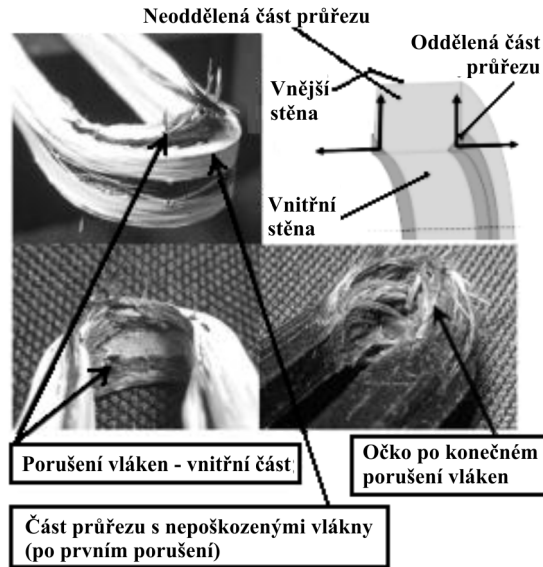 Neoddělená část průřezu
Oddělená část
průřezu
Vnější
stěna
Vnitřní
stěna
Porušení vláken - vnitřní část
Očko po konečném
porušení vláken
Část průřezu s nepoškozenými vlákny
(po prvním porušení)